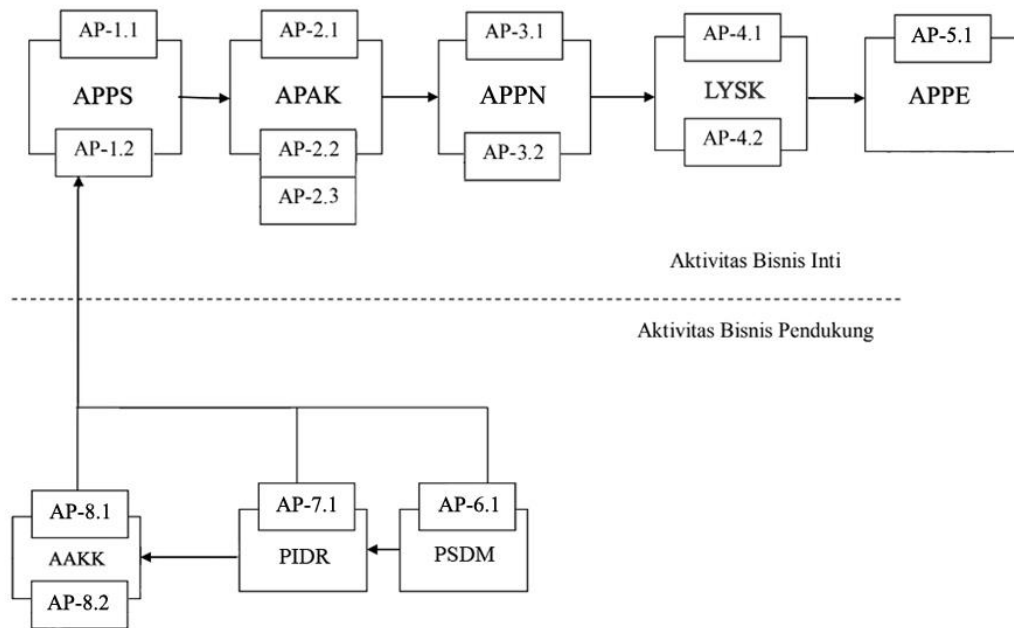 AP-1.1
APPS
AP-1.2
AP-2.1
APAK
AP-2.2
AP-2.3
AP-3.1
APPN
AP-3.2
AP-4.1
LYSK
AP-4.2
AP-5.1
APPE
Aktivitas Bisnis Inti
Aktivitas Bisnis Pendukung
AP-8.1
AAKK
AP-8.2
AP-7.1
PIDR
AP-6.1
PSDM